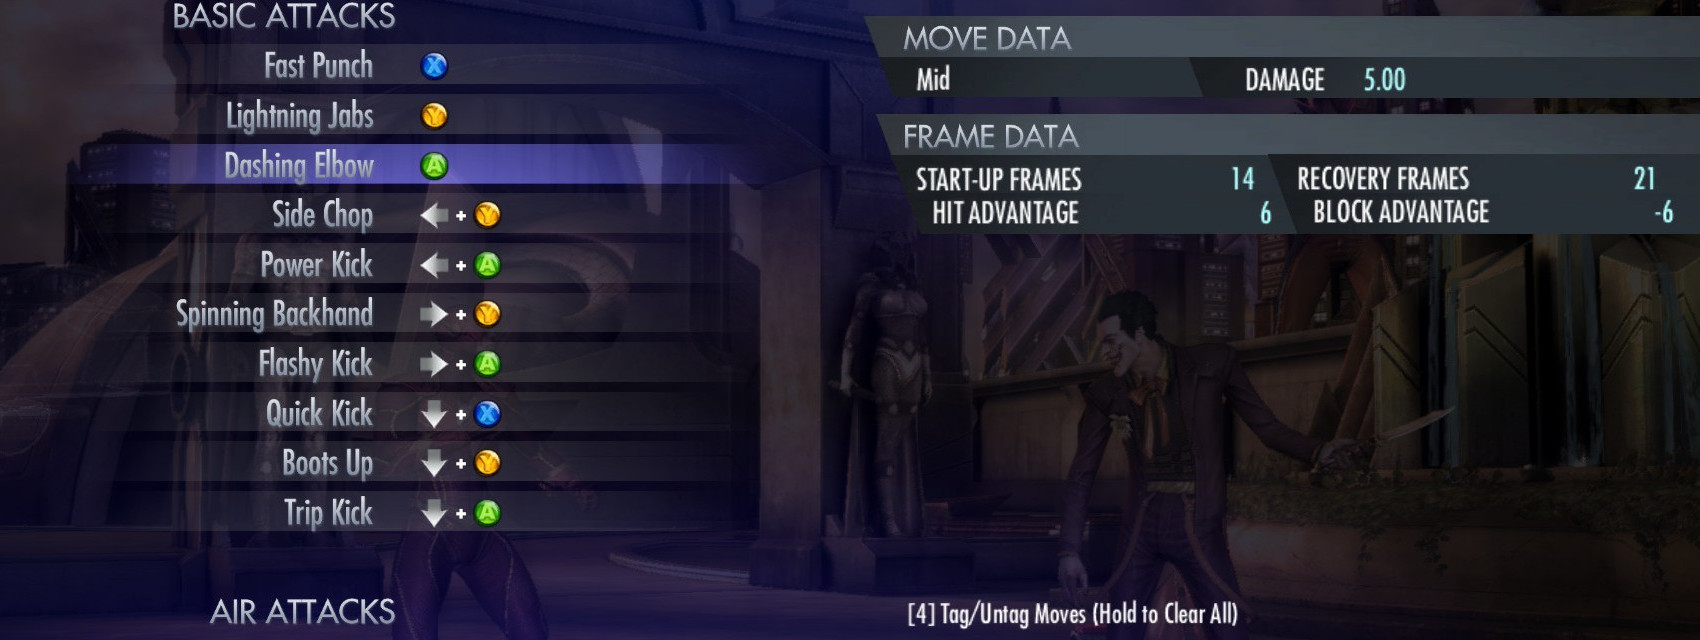 BASIC ATTACKS
Fast Punch X
Lightning Jabs Y
Dashing Elbow A
Side Chop + Y
Power Kick + A
Spinning Backhand + Y
Flashy Kick + A
Quick Kick + X
Boots Up + Y
Trip Kick + A
AIR ATTACKS
MOVE DATA
Mid DAMAGE 5.00
FRAME DATA
START-UP FRAMES 14 RECOVERY FRAMES 21
HIT ADVANTAGE 6 BLOCK ADVANTAGE -6
[4] Tag/Untag Moves (Hold to Clear All)